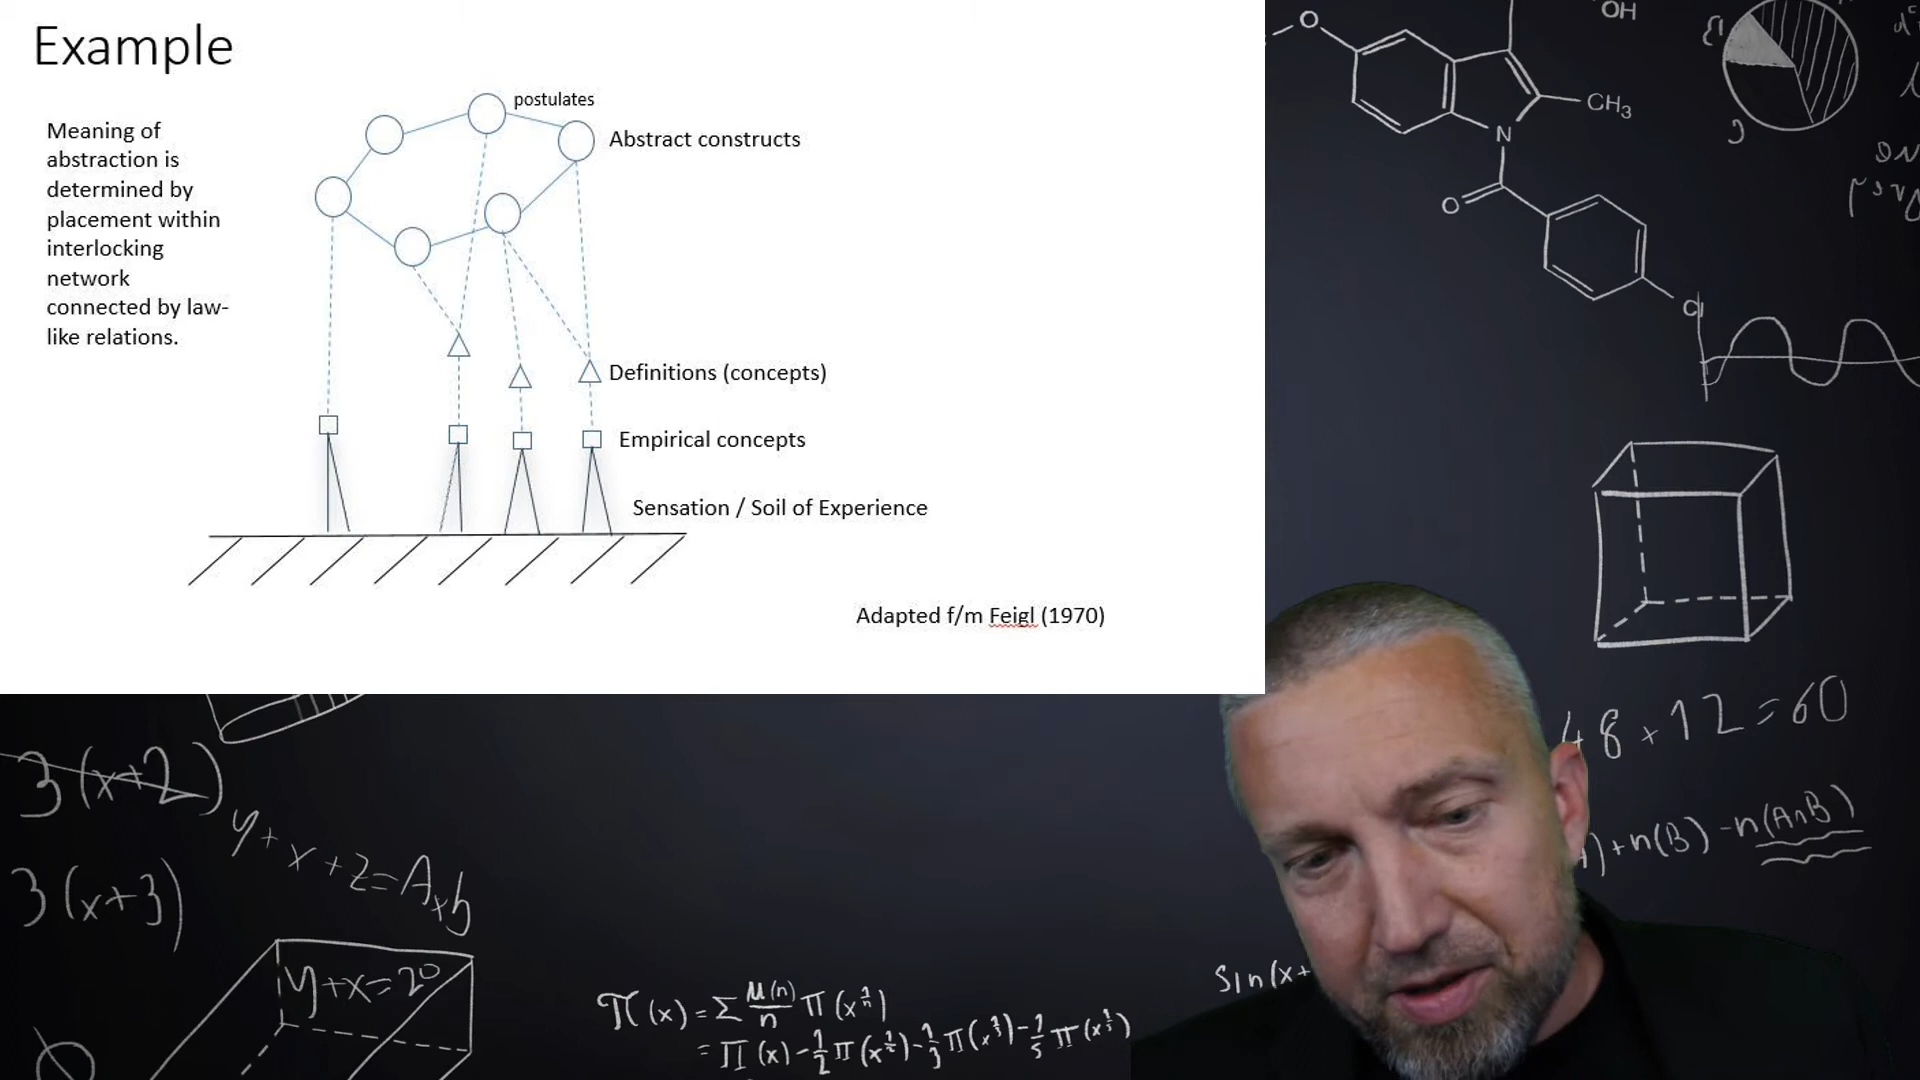 Example
Meaning of
abstraction is
determined by
placement within
interlocking
network
connected by law-
like relations.
postulates
Abstract constructs
Definitions (concepts)
Empirical concepts
Sensation / Soil of Experience
Adapted f/m Feigl (1970)
O
OH
CH₃
N
O
Cl
48+12=60
+n(B)-n(A∩B)
3(x+2)
3(x+3)
y+x+z=Axb
y+x=20
π(x)=Σ μ(n)/n π(x^1/n)
Sin(x+